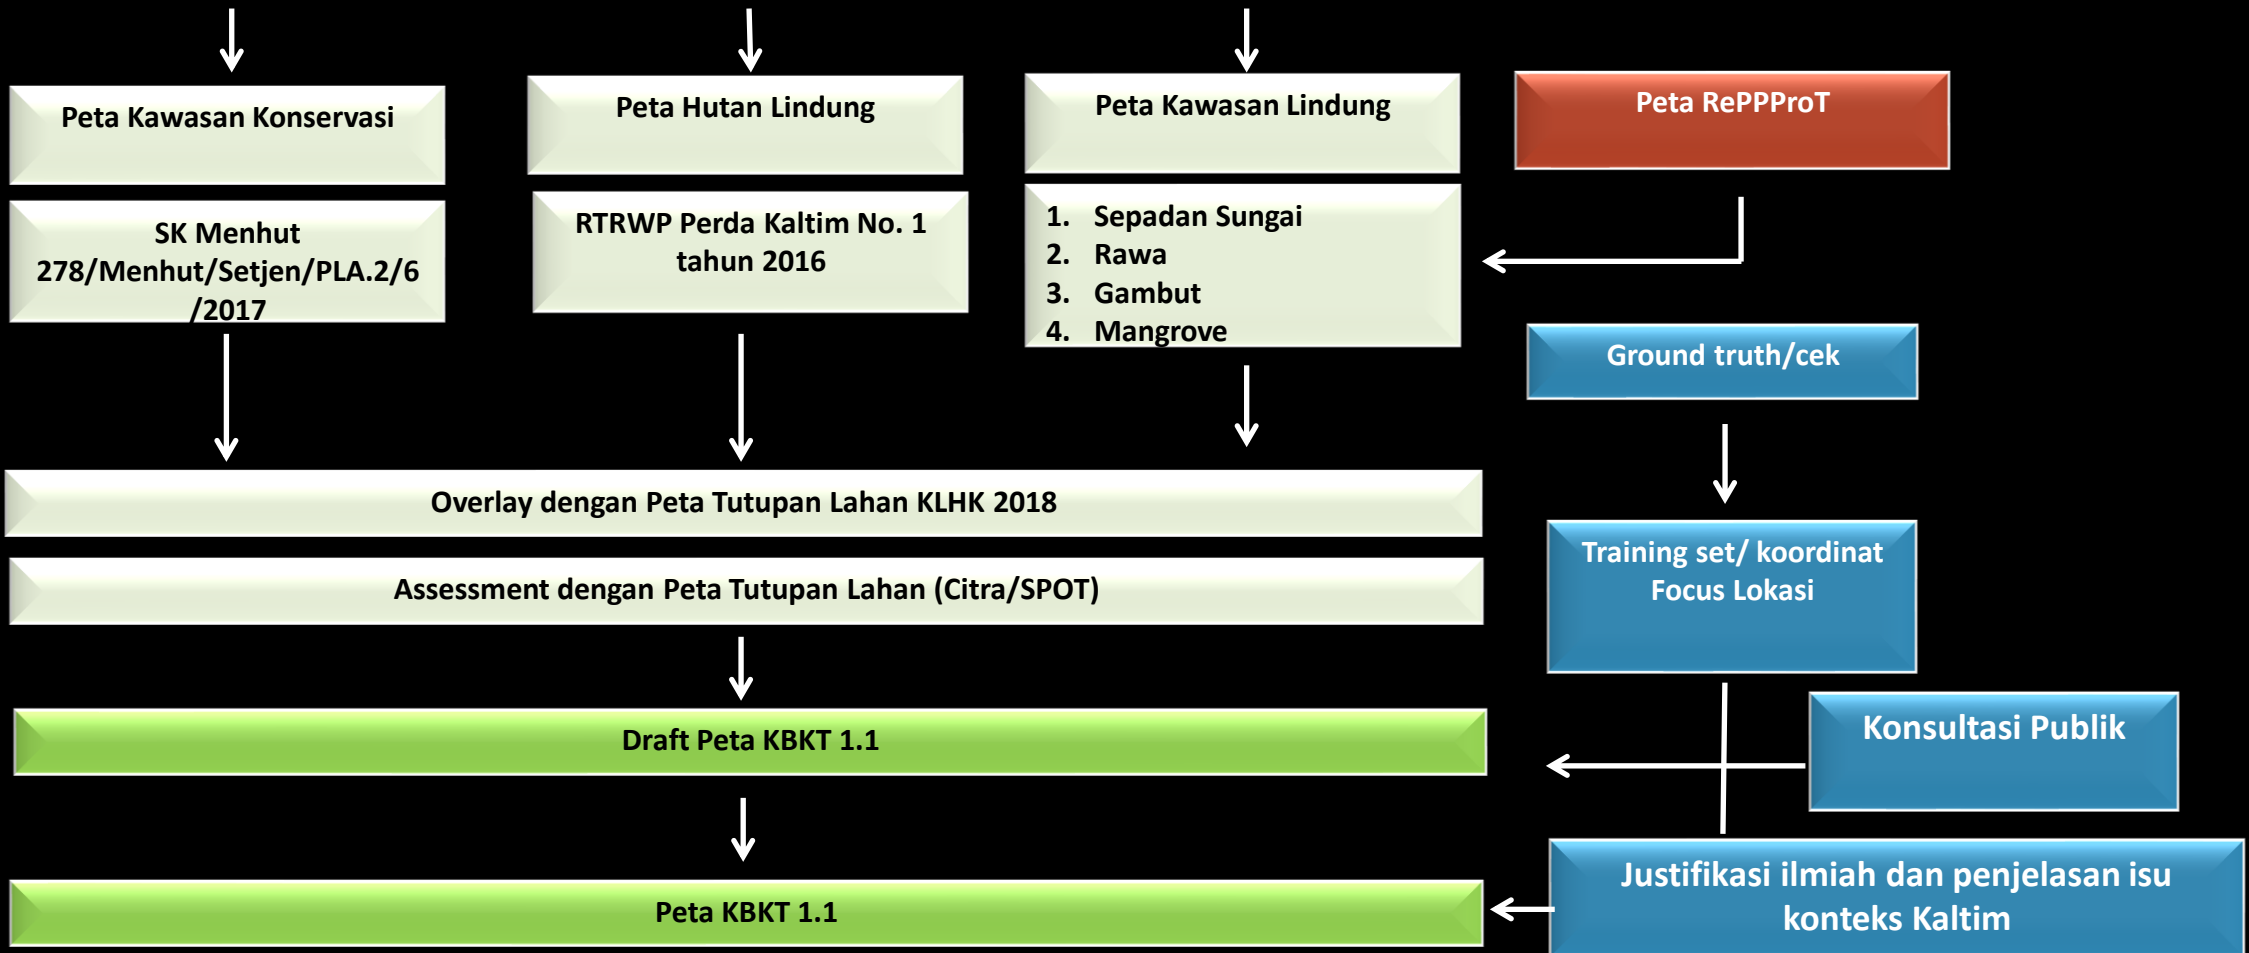 Peta Kawasan Konservasi
Peta Hutan Lindung
Peta Kawasan Lindung
Peta RePPProT
SK Menhut
278/Menhut/Setjen/PLA.2/6
/2017
RTRWP Perda Kaltim No. 1
tahun 2016
1. Sepadan Sungai
2. Rawa
3. Gambut
4. Mangrove
Ground truth/cek
Overlay dengan Peta Tutupan Lahan KLHK 2018
Assessment dengan Peta Tutupan Lahan (Citra/SPOT)
Training set/ koordinat
Focus Lokasi
Draft Peta KBKT 1.1
Konsultasi Publik
Peta KBKT 1.1
Justifikasi ilmiah dan penjelasan isu
konteks Kaltim